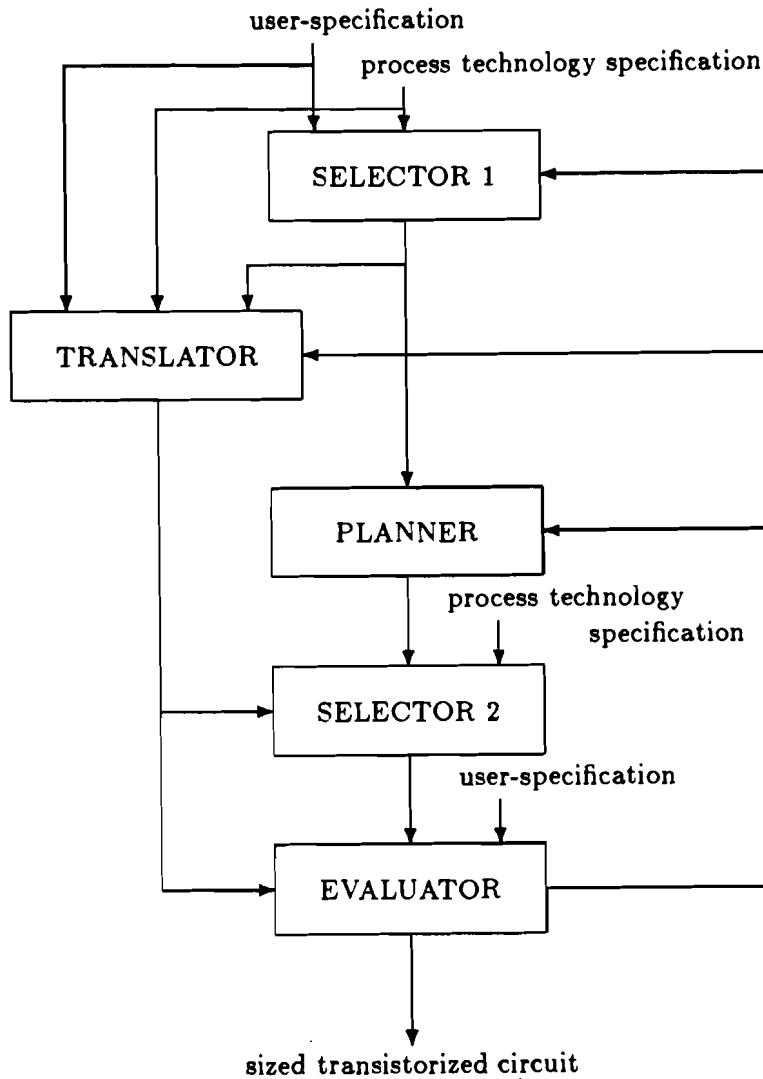 user-specification
process technology specification
SELECTOR 1
TRANSLATOR
PLANNER
process technology
specification
SELECTOR 2
user-specification
EVALUATOR
sized transistorized circuit